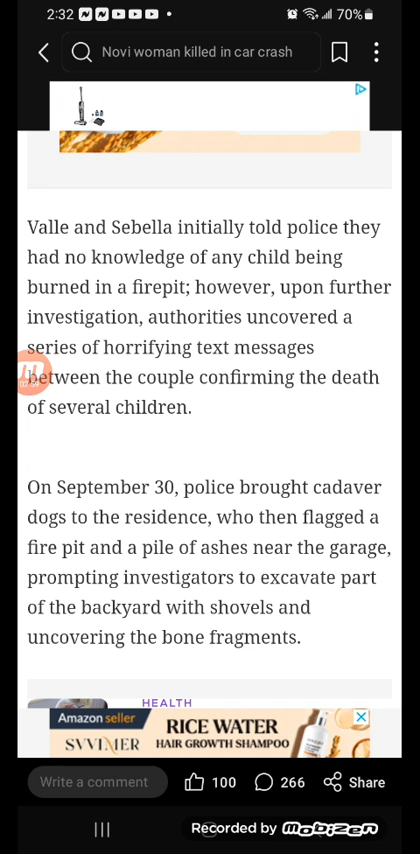 2:32
70%
Novi woman killed in car crash
Valle and Sebella initially told police they
had no knowledge of any child being
burned in a firepit; however, upon further
investigation, authorities uncovered a
series of horrifying text messages
between the couple confirming the death
of several children.
On September 30, police brought cadaver
dogs to the residence, who then flagged a
fire pit and a pile of ashes near the garage,
prompting investigators to excavate part
of the backyard with shovels and
uncovering the bone fragments.
HEALTH
Amazon seller
SVVIMER
RICE WATER
HAIR GROWTH SHAMPOO
Write a comment
100
266
Share
Recorded by mobizen